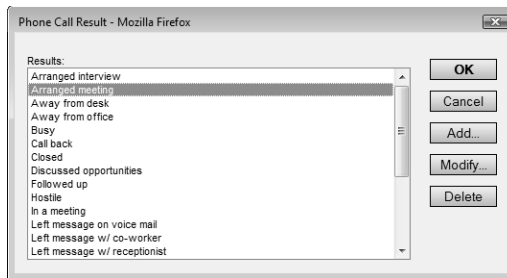 Phone Call Result - Mozilla Firefox
Results:
Arranged interview
Arranged meeting
Away from desk
Away from office
Busy
Call back
Closed
Discussed opportunities
Followed up
Hostile
In a meeting
Left message on voice mail
Left message w/ co-worker
Left message w/ receptionist
OK
Cancel
Add...
Modify...
Delete